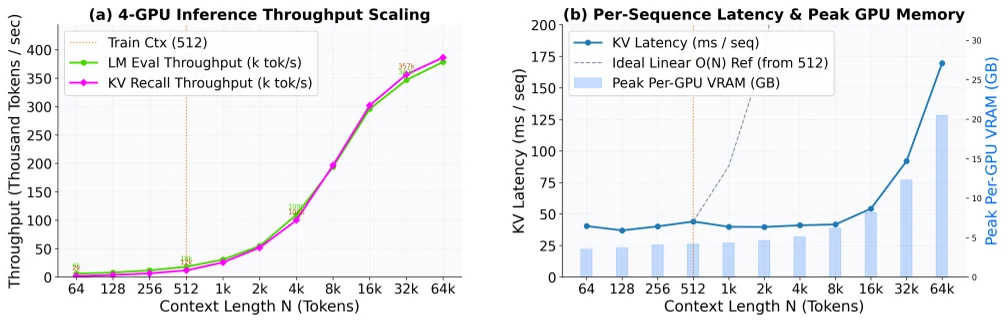 (a) 4-GPU Inference Throughput Scaling
Throughput (Thousand Tokens / sec)
400
350
300
250
200
150
100
50
0
Train Ctx (512)
LM Eval Throughput (k tok/s)
KV Recall Throughput (k tok/s)
357k
64
128
256
512
1k
2k
4k
8k
16k
32k
64k
Context Length N (Tokens)
(b) Per-Sequence Latency & Peak GPU Memory
KV Latency (ms / seq)
200
175
150
125
100
75
50
25
0
KV Latency (ms / seq)
Ideal Linear O(N) Ref (from 512)
Peak Per-GPU VRAM (GB)
64
128
256
512
1k
2k
4k
8k
16k
32k
64k
Context Length N (Tokens)
30
25
20
15
10
5
0
Peak Per-GPU VRAM (GB)